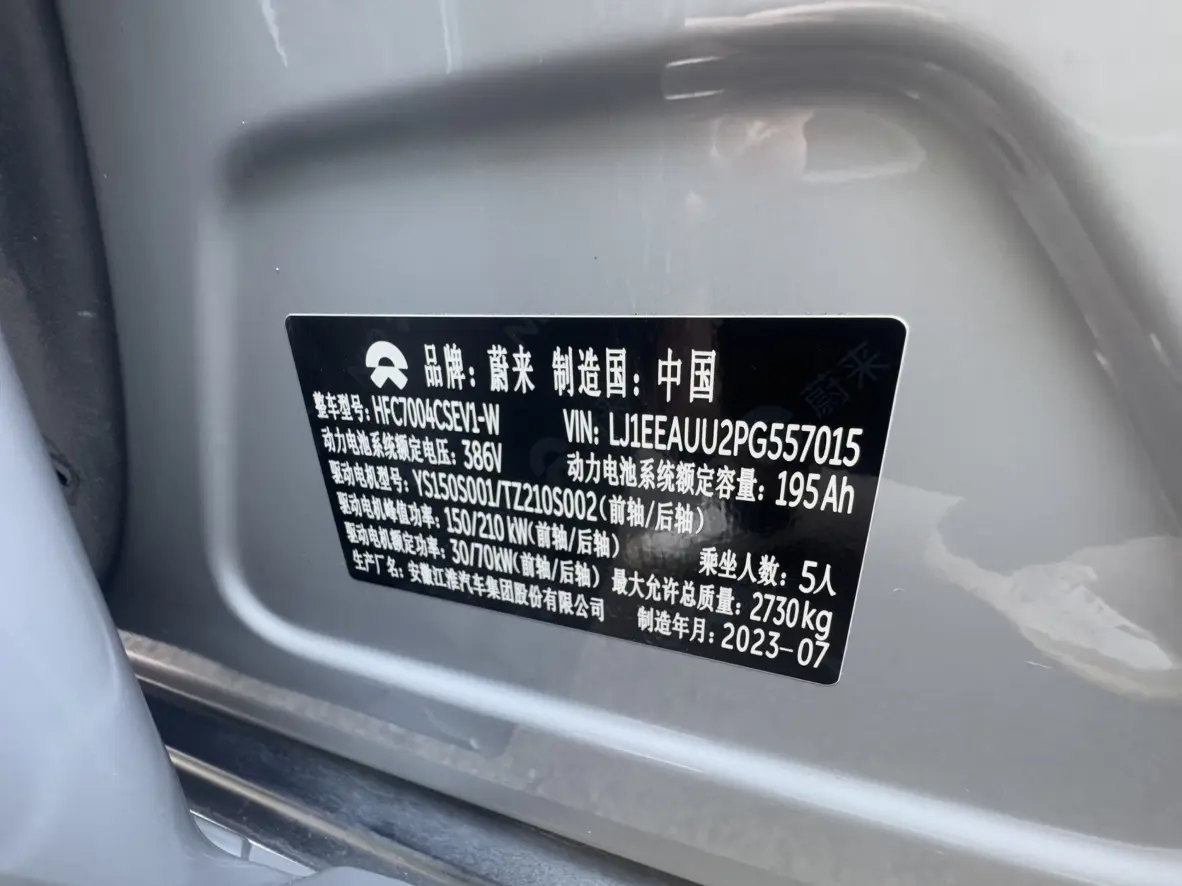 品牌：蔚来 制造国：中国
整车型号：HFC7004CSEV1-W VIN：LJ1EEAUU2PG557015
动力电池系统额定电压：386V 动力电池系统额定容量：195Ah
驱动电机型号：YS150S001/TZ210S002(前轴/后轴)
驱动电机峰值功率：150/210kW(前轴/后轴) 乘坐人数：5人
驱动电机额定功率：30/70kW(前轴/后轴) 最大允许总质量：2730kg
生产厂名：安徽江淮汽车集团股份有限公司 制造年月：2023-07
蔚来